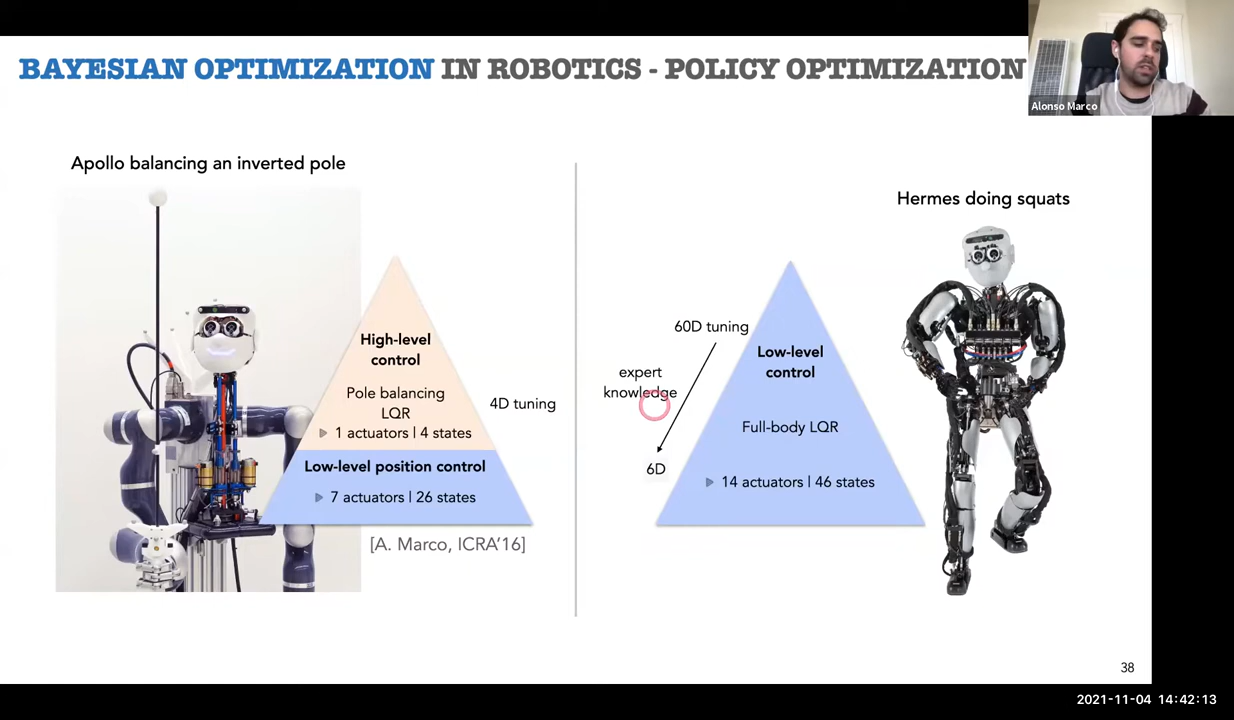 BAYESIAN OPTIMIZATION IN ROBOTICS - POLICY OPTIMIZATION
Alonso Marco
Apollo balancing an inverted pole
High-level
control
Pole balancing
LQR
1 actuators | 4 states
4D tuning
Low-level position control
7 actuators | 26 states
[A. Marco, ICRA'16]
Hermes doing squats
60D tuning
expert
knowledge
6D
Low-level
control
Full-body LQR
14 actuators | 46 states
38
2021-11-04 14:42:13